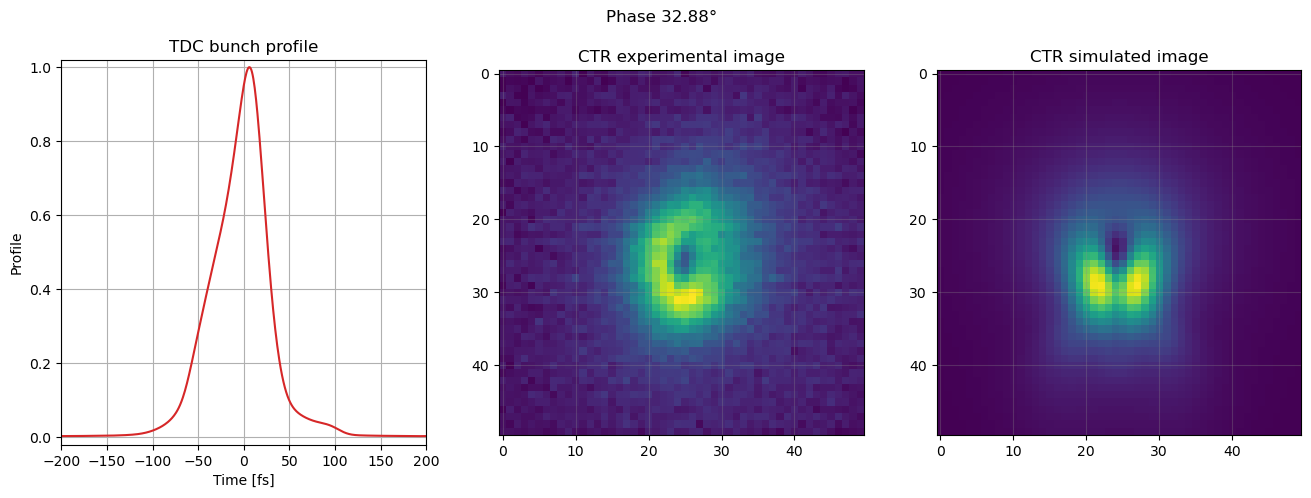 Phase 32.88°
TDC bunch profile
1.0
0.8
0.6
0.4
0.2
0.0
Profile
−200 −150 −100 −50 0 50 100 150 200
Time [fs]
CTR experimental image
0
10
20
30
40
0 10 20 30 40
CTR simulated image
0
10
20
30
40
0 10 20 30 40